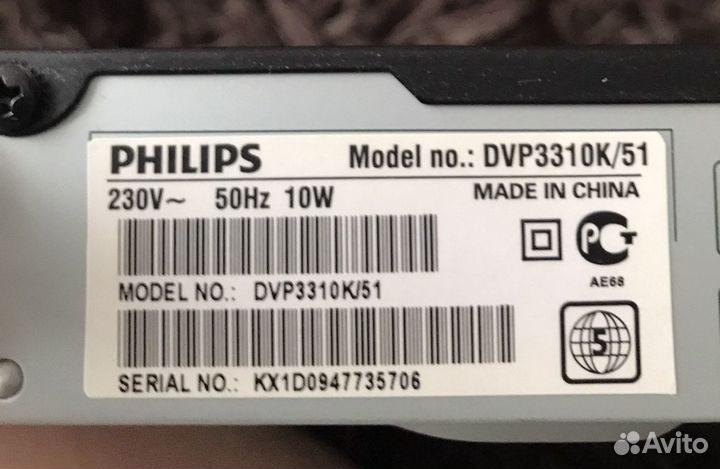 PHILIPS Model no.: DVP3310K/51
230V~ 50Hz 10W MADE IN CHINA
РСТ
AE68
MODEL NO.: DVP3310K/51
5
SERIAL NO.: KX1D0947735706
Avito